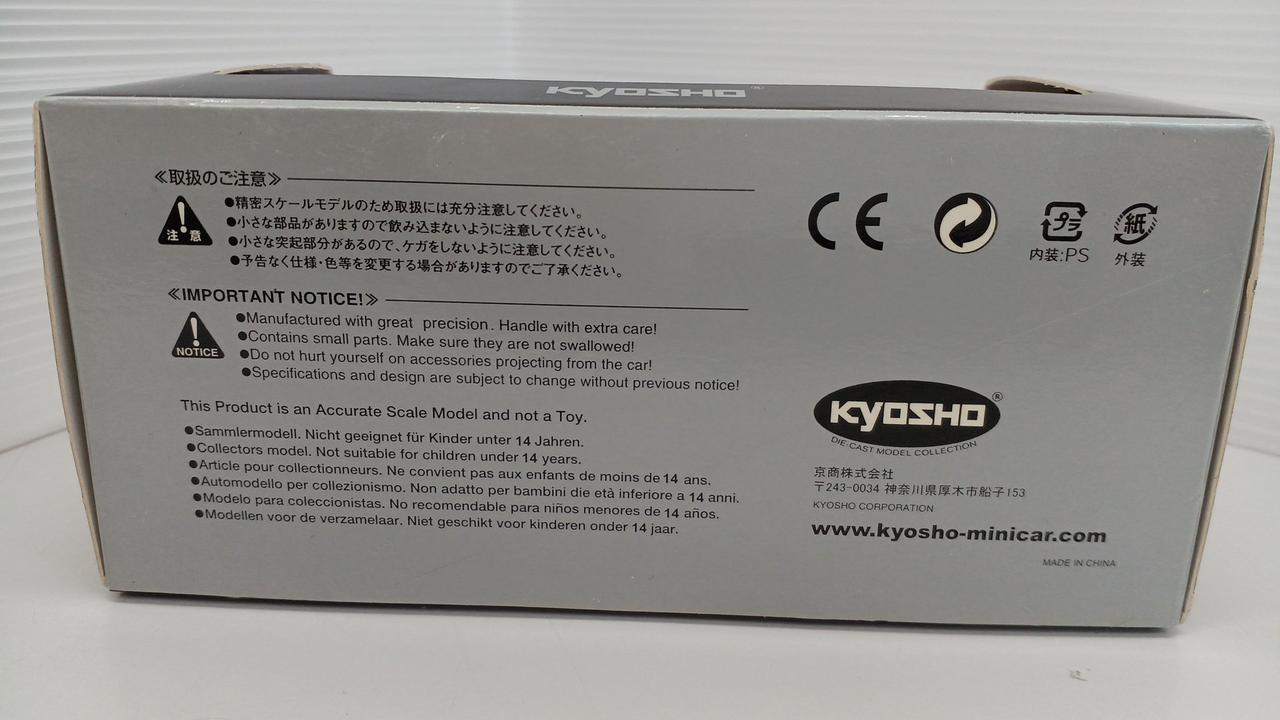 KYOSHO®
≪取扱のご注意≫
注意
●精密スケールモデルのため取扱には充分注意してください。
●小さな部品がありますので飲み込まないように注意してください。
●小さな突起部分があるので、ケガをしないように注意してください。
●予告なく仕様・色等を変更する場合がありますのでご了承ください。
≪IMPORTANT NOTICE!≫
NOTICE
●Manufactured with great precision. Handle with extra care!
●Contains small parts. Make sure they are not swallowed!
●Do not hurt yourself on accessories projecting from the car!
●Specifications and design are subject to change without previous notice!
This Product is an Accurate Scale Model and not a Toy.
●Sammlermodell. Nicht geeignet für Kinder unter 14 Jahren.
●Collectors model. Not suitable for children under 14 years.
●Article pour collectionneurs. Ne convient pas aux enfants de moins de 14 ans.
●Automodello per collezionismo. Non adatto per bambini die età inferiore a 14 anni.
●Modelo para coleccionistas. No recomendable para niños menores de 14 años.
●Modellen voor de verzamelaar. Niet geschikt voor kinderen onder 14 jaar.
CE
プラ
内装:PS
紙
外装
KYOSHO®
DIE-CAST MODEL COLLECTION
京商株式会社
〒243-0034 神奈川県厚木市船子153
KYOSHO CORPORATION
www.kyosho-minicar.com
MADE IN CHINA